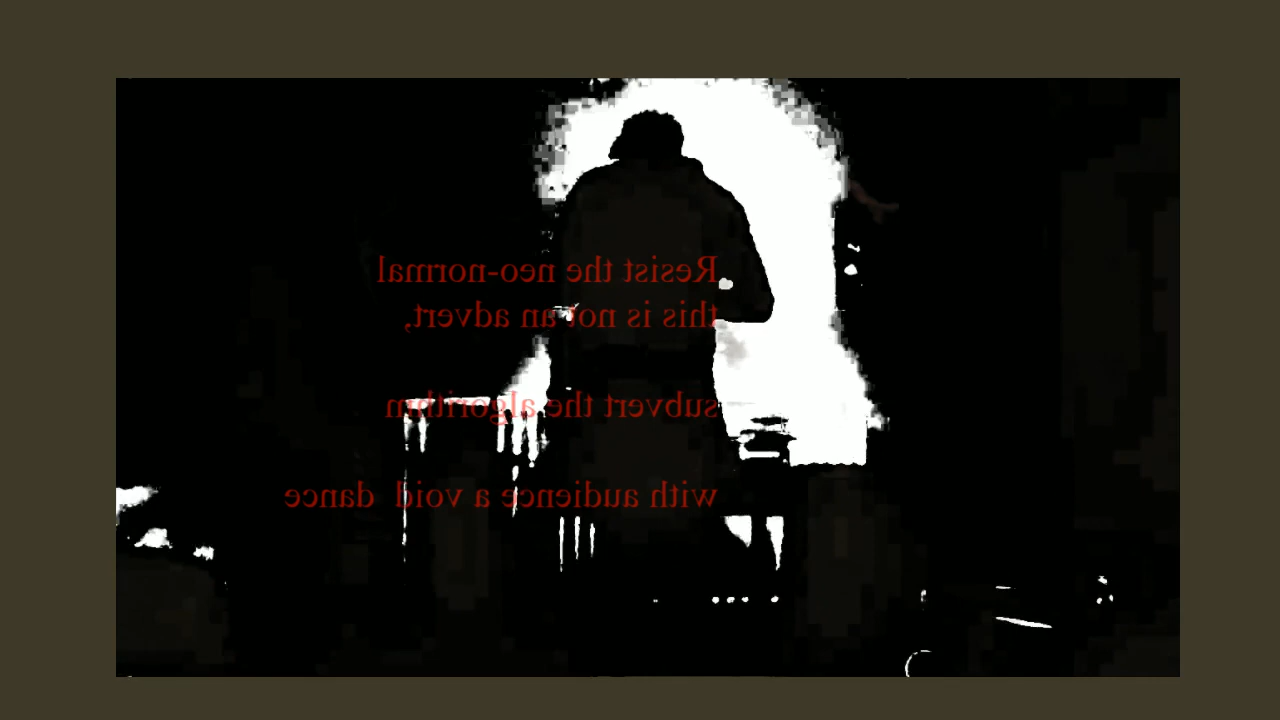 Resist the neo-normal
this is not an advert,
subvert the algorithm
with audience a void dance